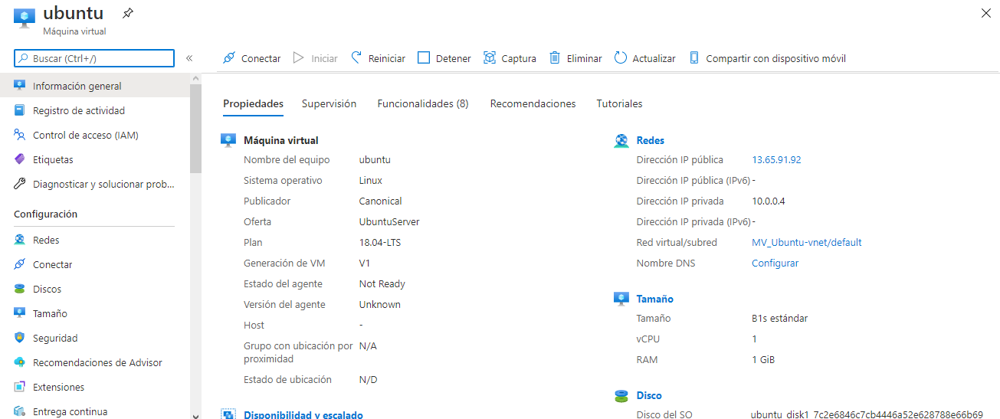 ubuntu
Máquina virtual
Buscar (Ctrl+/)
«
Conectar
Iniciar
Reiniciar
Detener
Captura
Eliminar
Actualizar
Compartir con dispositivo móvil
Información general
Registro de actividad
Control de acceso (IAM)
Etiquetas
Diagnosticar y solucionar prob...
Configuración
Redes
Conectar
Discos
Tamaño
Seguridad
Recomendaciones de Advisor
Extensiones
Entrega continua
Propiedades
Supervisión
Funcionalidades (8)
Recomendaciones
Tutoriales
Máquina virtual
Nombre del equipo ubuntu
Sistema operativo Linux
Publicador Canonical
Oferta UbuntuServer
Plan 18.04-LTS
Generación de VM V1
Estado del agente Not Ready
Versión del agente Unknown
Host -
Grupo con ubicación por N/A
proximidad
Estado de ubicación N/D
Disponibilidad y escalado
Redes
Dirección IP pública 13.65.91.92
Dirección IP pública (IPv6) -
Dirección IP privada 10.0.0.4
Dirección IP privada (IPv6) -
Red virtual/subred MV_Ubuntu-vnet/default
Nombre DNS Configurar
Tamaño
Tamaño B1s estándar
vCPU 1
RAM 1 GiB
Disco
Disco del SO ubuntu_disk1_7c2e6846c7cb4446a52e628788e66b69